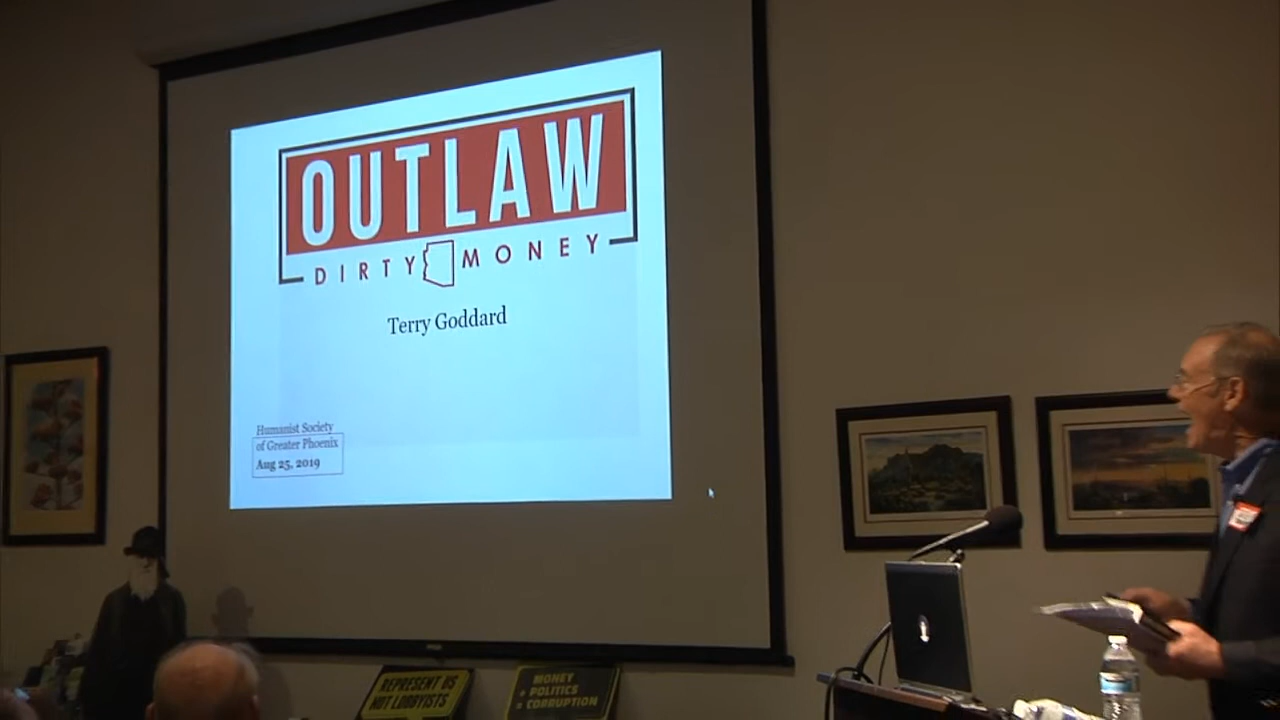 OUTLAW
DIRTY MONEY
Terry Goddard
Humanist Society
of Greater Phoenix
Aug 25, 2019
REPRESENT US
NOT LOBBYISTS
MONEY
+ POLITICS
= CORRUPTION